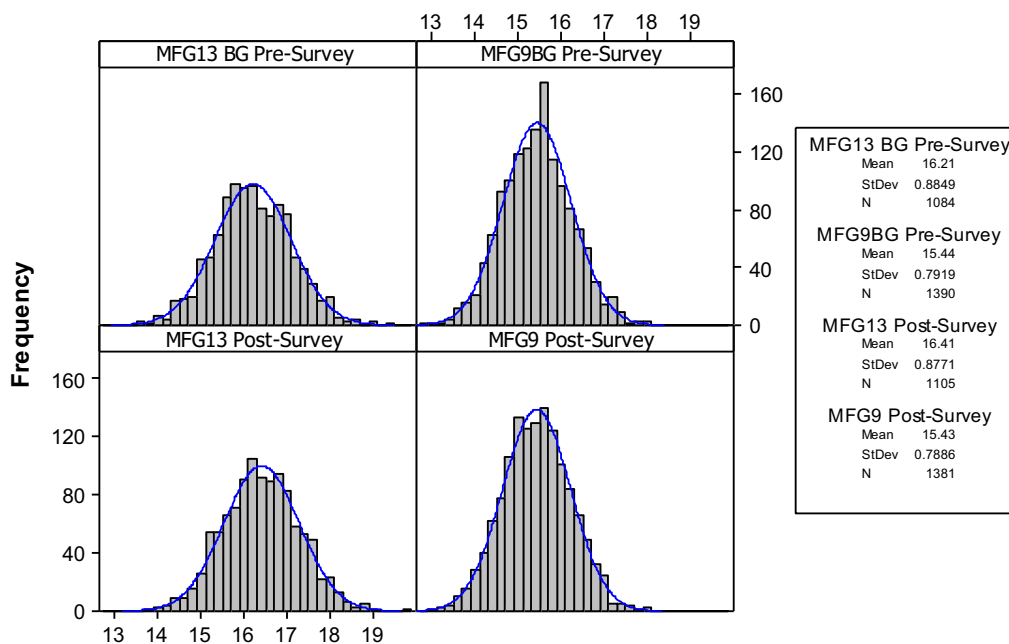 13 14 15 16 17 18 19
MFG13 BG Pre-Survey MFG9BG Pre-Survey
160
120
80
40
0
Frequency
MFG13 Post-Survey MFG9 Post-Survey
160
120
80
40
0
13 14 15 16 17 18 19
MFG13 BG Pre-Survey
Mean 16.21
StDev 0.8849
N 1084
MFG9BG Pre-Survey
Mean 15.44
StDev 0.7919
N 1390
MFG13 Post-Survey
Mean 16.41
StDev 0.8771
N 1105
MFG9 Post-Survey
Mean 15.43
StDev 0.7886
N 1381